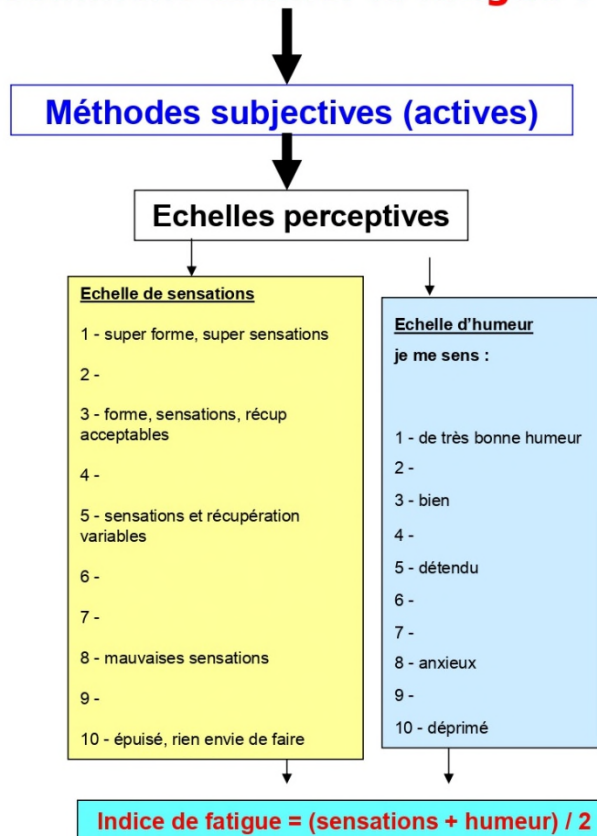 Méthodes subjectives (actives)
Echelles perceptives
Echelle de sensations
1 - super forme, super sensations
2 -
3 - forme, sensations, récup
acceptables
4 -
5 - sensations et récupération
variables
6 -
7 -
8 - mauvaises sensations
9 -
10 - épuisé, rien envie de faire
Echelle d'humeur
je me sens :
1 - de très bonne humeur
2 -
3 - bien
4 -
5 - détendu
6 -
7 -
8 - anxieux
9 -
10 - déprimé
Indice de fatigue = (sensations + humeur) / 2